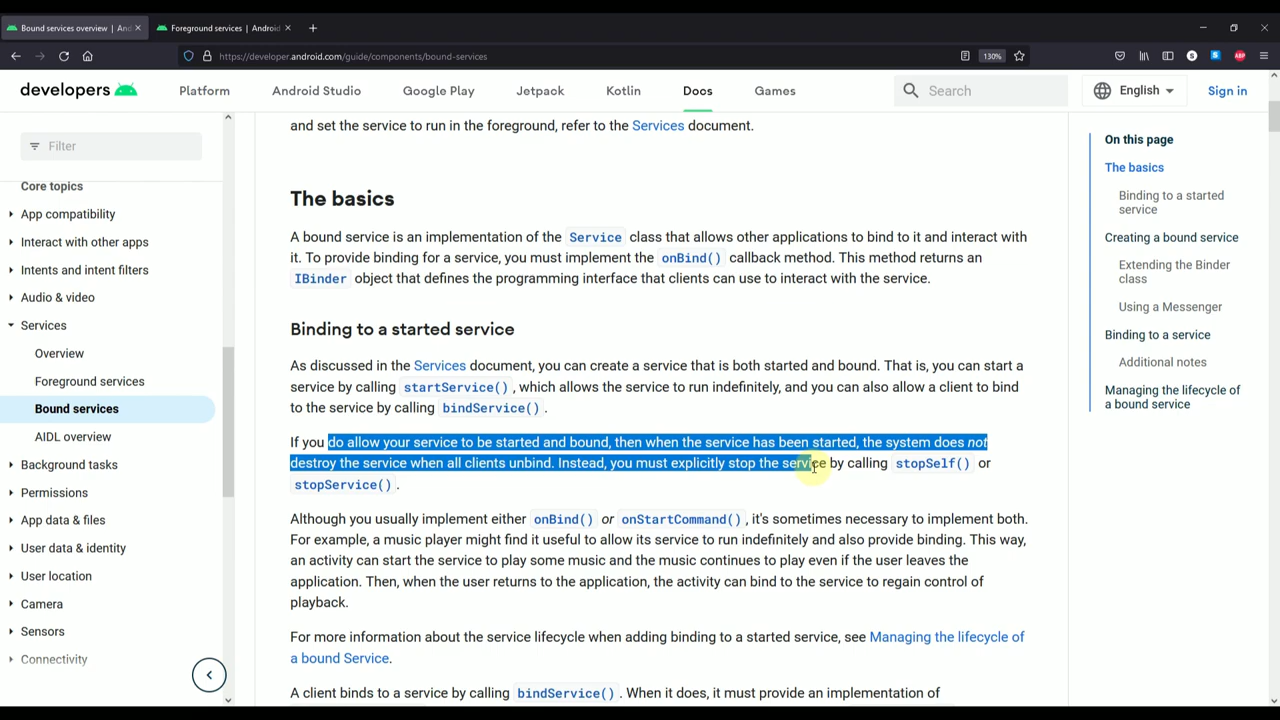 Bound services overview | And
Foreground services | Android
https://developer.android.com/guide/components/bound-services
130%
S
S
ABP
developers
Platform
Android Studio
Google Play
Jetpack
Kotlin
Docs
Games
Search
English
Sign in
Filter
Core topics
App compatibility
Interact with other apps
Intents and intent filters
Audio & video
Services
Overview
Foreground services
Bound services
AIDL overview
Background tasks
Permissions
App data & files
User data & identity
User location
Camera
Sensors
Connectivity
and set the service to run in the foreground, refer to the Services document.
The basics
A bound service is an implementation of the Service class that allows other applications to bind to it and interact with
it. To provide binding for a service, you must implement the onBind() callback method. This method returns an
IBinder object that defines the programming interface that clients can use to interact with the service.
Binding to a started service
As discussed in the Services document, you can create a service that is both started and bound. That is, you can start a
service by calling startService(), which allows the service to run indefinitely, and you can also allow a client to bind
to the service by calling bindService().
If you do allow your service to be started and bound, then when the service has been started, the system does not
destroy the service when all clients unbind. Instead, you must explicitly stop the service by calling stopSelf() or
stopService().
Although you usually implement either onBind() or onStartCommand(), it's sometimes necessary to implement both.
For example, a music player might find it useful to allow its service to run indefinitely and also provide binding. This way,
an activity can start the service to play some music and the music continues to play even if the user leaves the
application. Then, when the user returns to the application, the activity can bind to the service to regain control of
playback.
For more information about the service lifecycle when adding binding to a started service, see Managing the lifecycle of
a bound Service.
A client binds to a service by calling bindService(). When it does, it must provide an implementation of
On this page
The basics
Binding to a started
service
Creating a bound service
Extending the Binder
class
Using a Messenger
Binding to a service
Additional notes
Managing the lifecycle of
a bound service